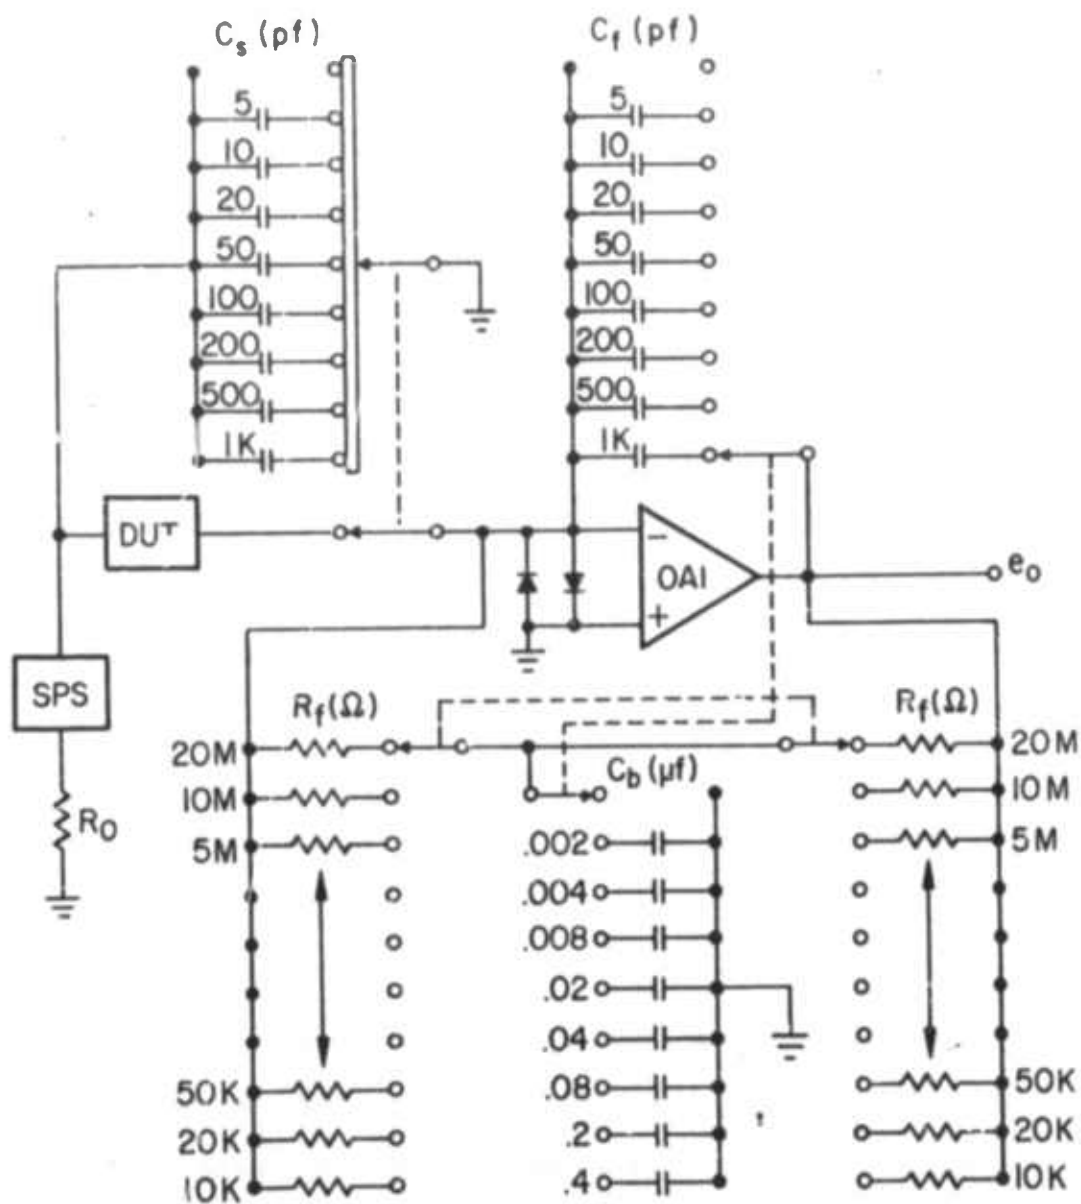 Cs (pf)
5
10
20
50
100
200
500
1K
Cf (pf)
5
10
20
50
100
200
500
1K
DUT
SPS
RO
−
OA1
+
eo
Rf(Ω)
20M
10M
5M
50K
20K
10K
Cb (µf)
.002
.004
.008
.02
.04
.08
.2
.4
Rf(Ω)
20M
10M
5M
50K
20K
10K